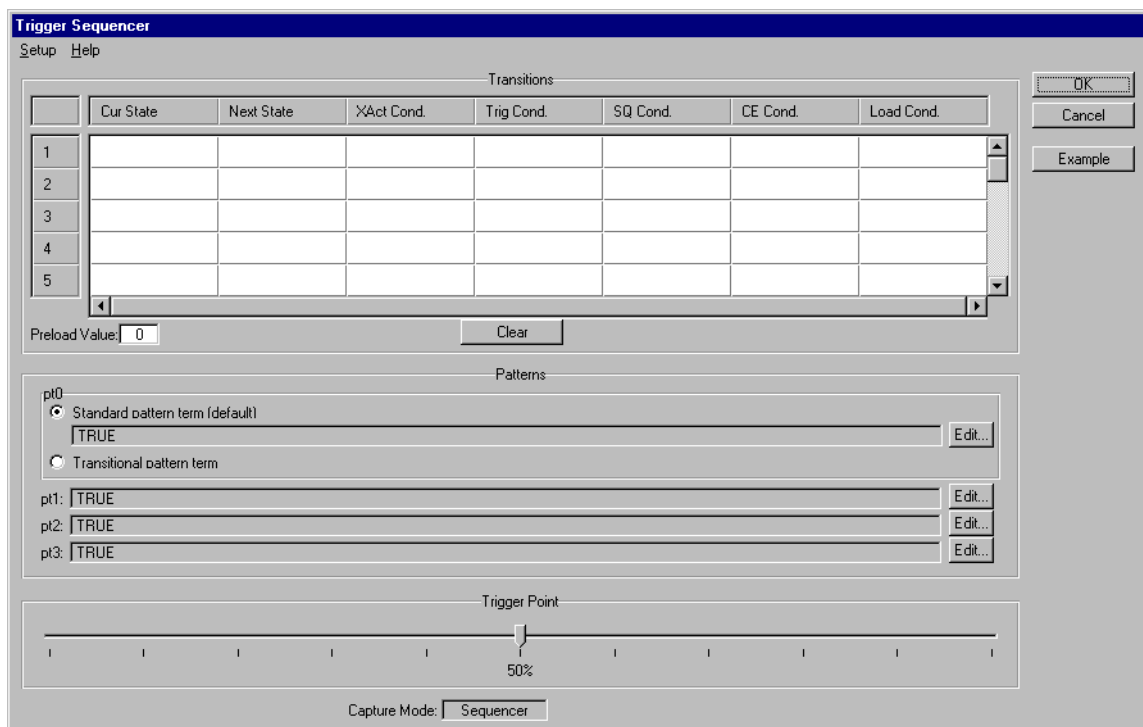 Trigger Sequencer
Setup Help
Transitions
Cur State Next State XAct Cond. Trig Cond. SQ Cond. CE Cond. Load Cond.
1
2
3
4
5
Preload Value: 0
Clear
OK
Cancel
Example
Patterns
pt0
Standard pattern term (default)
TRUE Edit...
Transitional pattern term
pt1: TRUE Edit...
pt2: TRUE Edit...
pt3: TRUE Edit...
Trigger Point
50%
Capture Mode: Sequencer